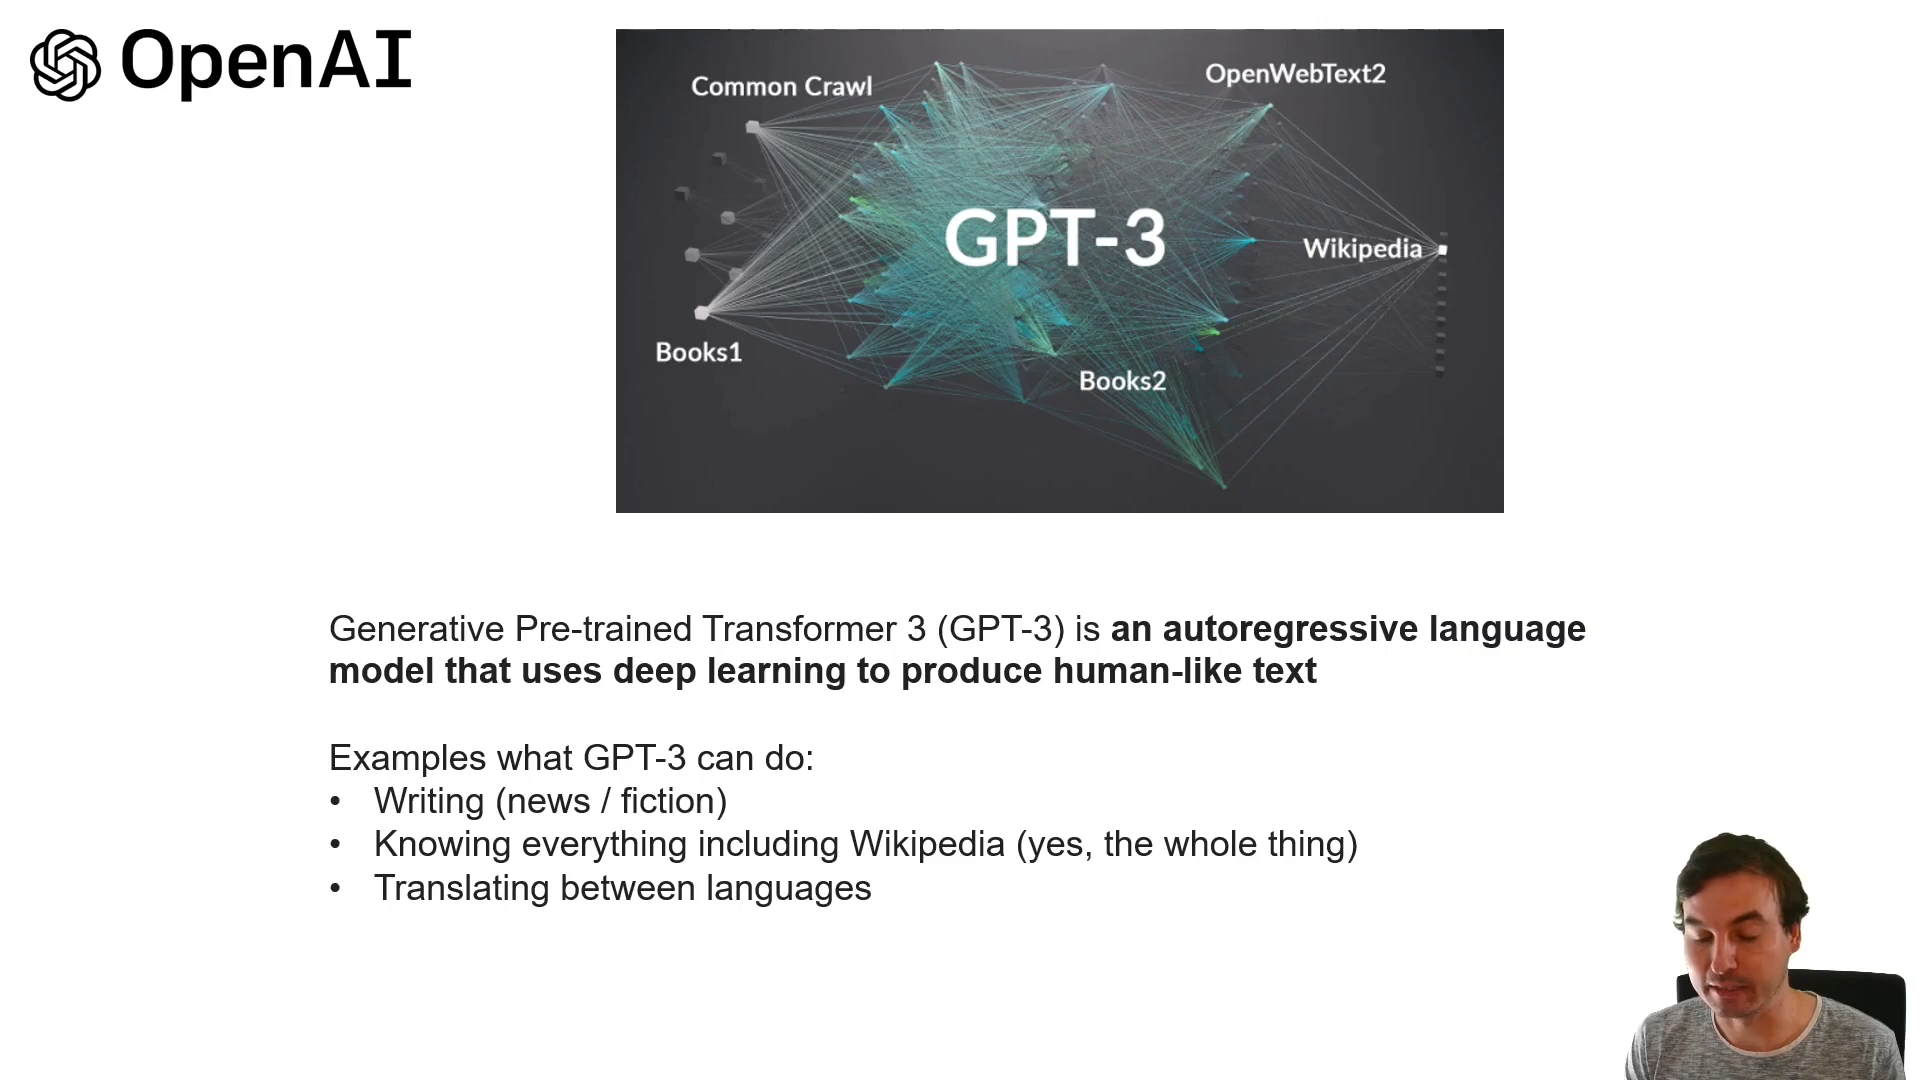 OpenAI
Common Crawl
OpenWebText2
GPT-3
Wikipedia
Books1
Books2
Generative Pre-trained Transformer 3 (GPT-3) is an autoregressive language
model that uses deep learning to produce human-like text
Examples what GPT-3 can do:
• Writing (news / fiction)
• Knowing everything including Wikipedia (yes, the whole thing)
• Translating between languages